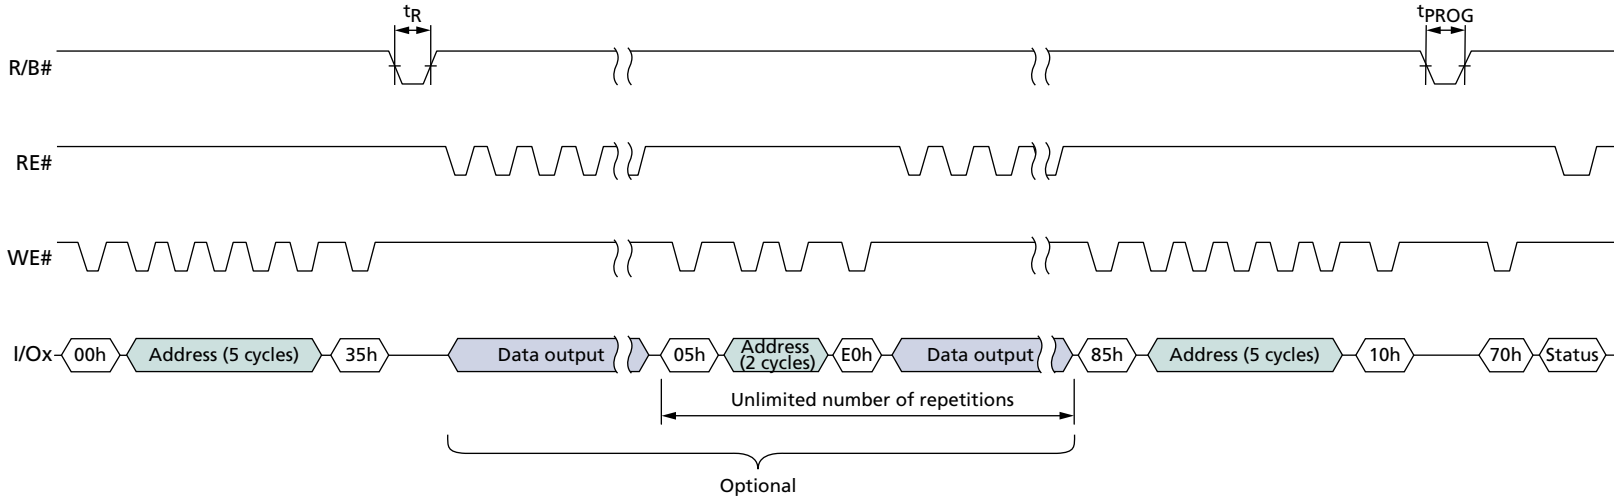 tR
tPROG
R/B#
RE#
WE#
I/Ox
00h
Address (5 cycles)
35h
Data output
05h
Address
(2 cycles)
E0h
Data output
85h
Address (5 cycles)
10h
70h
Status
Unlimited number of repetitions
Optional